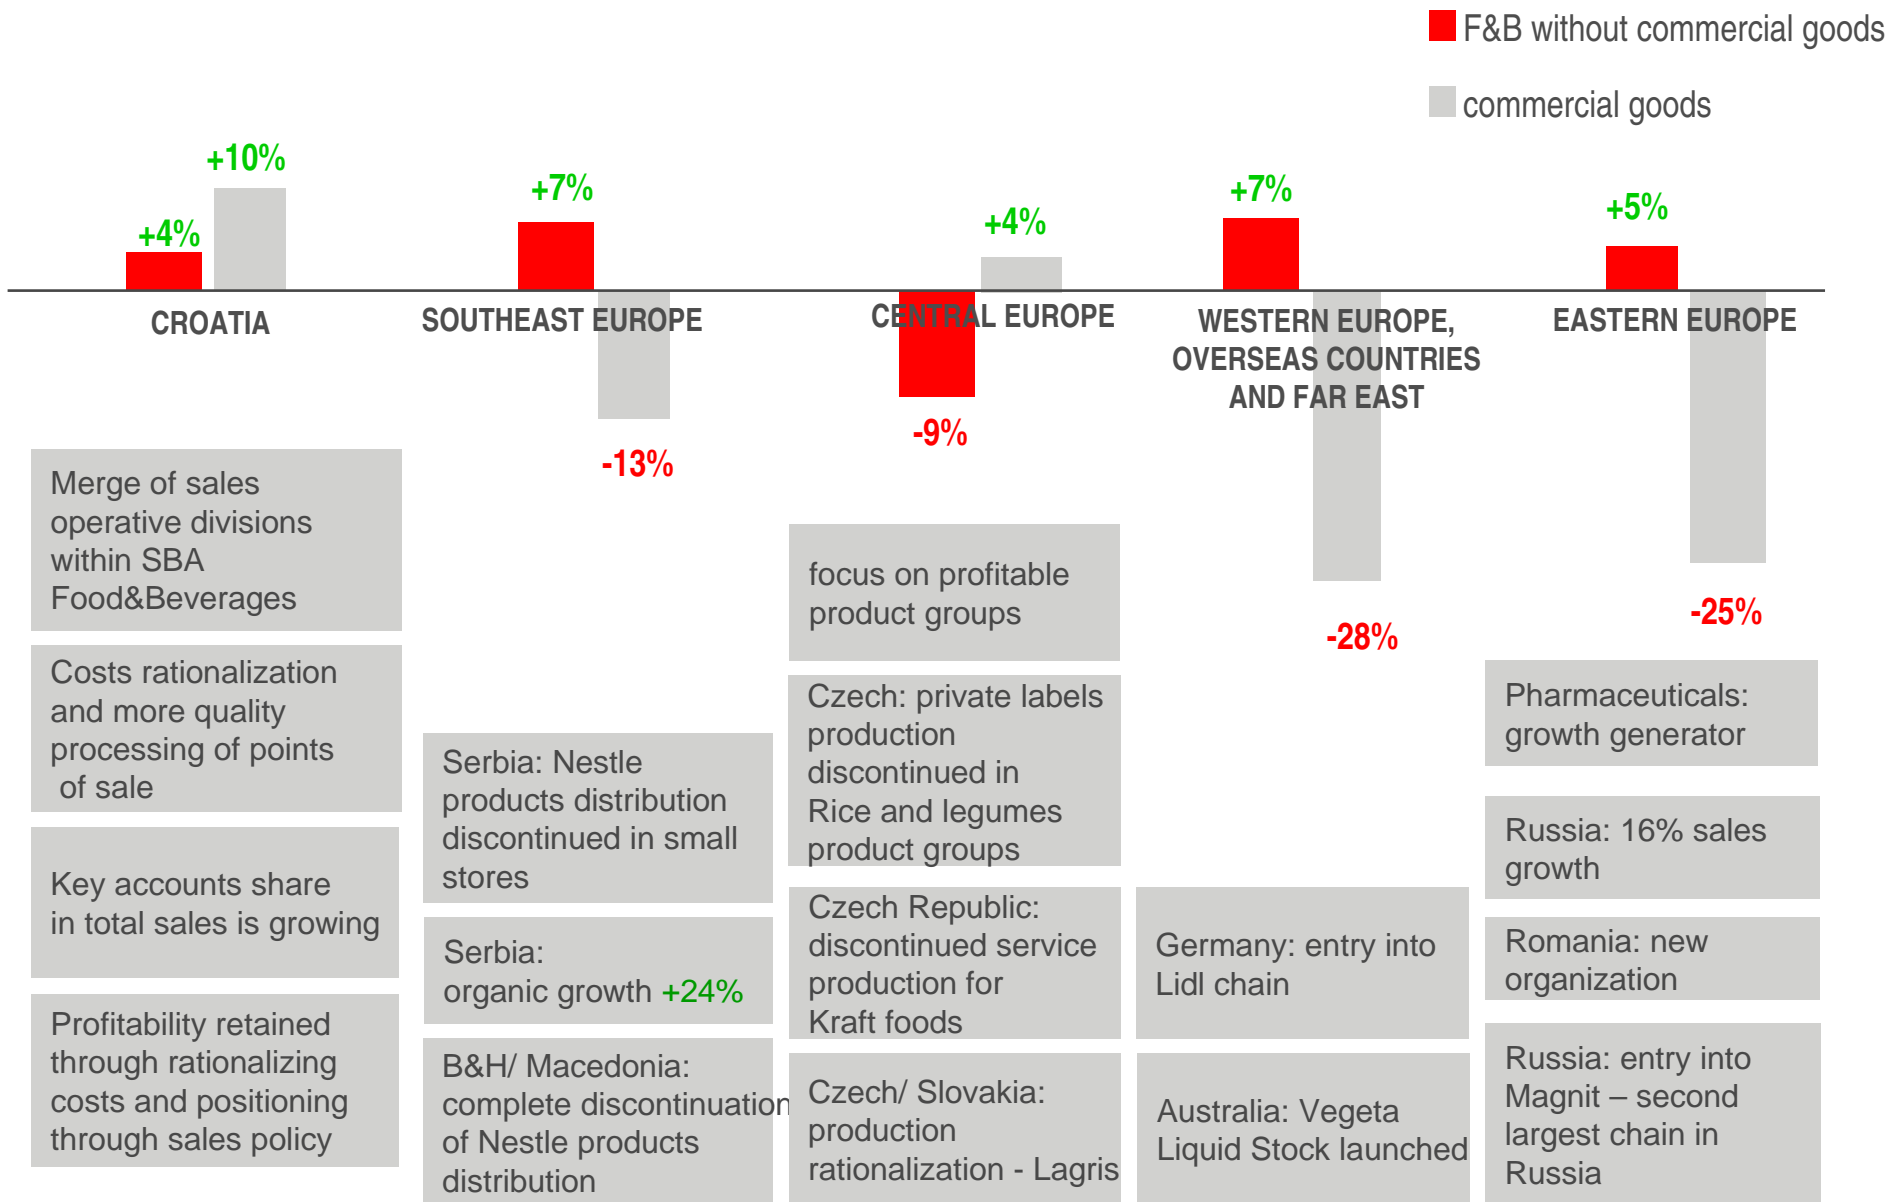 F&B without commercial goods
commercial goods
+4%
+10%
+7%
-13%
-9%
+4%
+7%
-28%
+5%
-25%
CROATIA
SOUTHEAST EUROPE
CENTRAL EUROPE
WESTERN EUROPE,
OVERSEAS COUNTRIES
AND FAR EAST
EASTERN EUROPE
Merge of sales
operative divisions
within SBA
Food&Beverages
Costs rationalization
and more quality
processing of points
of sale
Key accounts share
in total sales is growing
Profitability retained
through rationalizing
costs and positioning
through sales policy
Serbia: Nestle
products distribution
discontinued in small
stores
Serbia:
organic growth +24%
B&H/ Macedonia:
complete discontinuation
of Nestle products
distribution
focus on profitable
product groups
Czech: private labels
production
discontinued in
Rice and legumes
product groups
Czech Republic:
discontinued service
production for
Kraft foods
Czech/ Slovakia:
production
rationalization - Lagris
Germany: entry into
Lidl chain
Australia: Vegeta
Liquid Stock launched
Pharmaceuticals:
growth generator
Russia: 16% sales
growth
Romania: new
organization
Russia: entry into
Magnit – second
largest chain in
Russia